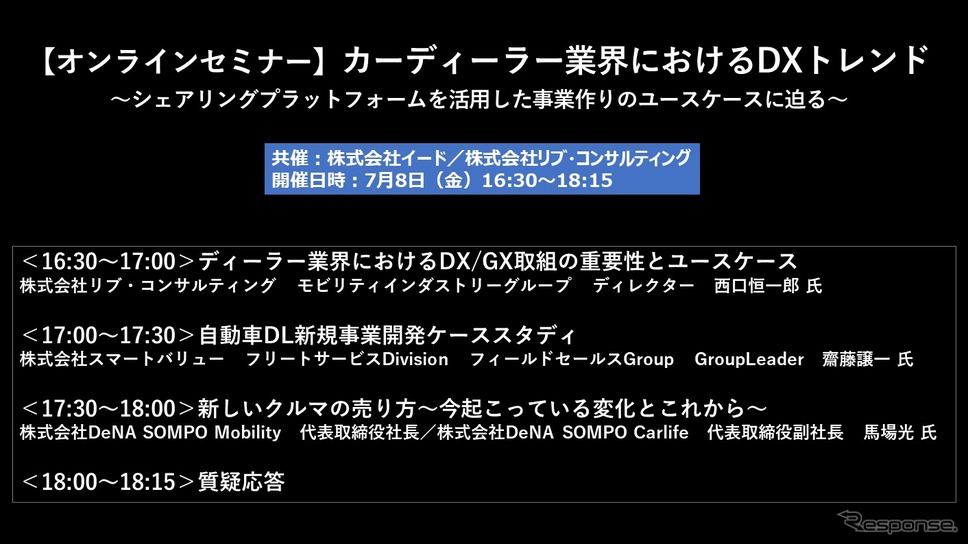 【オンラインセミナー】カーディーラー業界におけるDXトレンド
～シェアリングプラットフォームを活用した事業作りのユースケースに迫る～
共催：株式会社イード／株式会社リブ・コンサルティング
開催日時：7月8日（金）16:30～18:15
＜16:30～17:00＞ディーラー業界におけるDX/GX取組の重要性とユースケース
株式会社リブ・コンサルティング　モビリティインダストリーグループ　ディレクター　西口恒一郎 氏
＜17:00～17:30＞自動車DL新規事業開発ケーススタディ
株式会社スマートバリュー　フリートサービスDivision　フィールドセールスGroup　GroupLeader　齋藤譲一 氏
＜17:30～18:00＞新しいクルマの売り方～今起こっている変化とこれから～
株式会社DeNA SOMPO Mobility　代表取締役社長／株式会社DeNA SOMPO Carlife　代表取締役副社長　馬場光 氏
＜18:00～18:15＞質疑応答
Response.